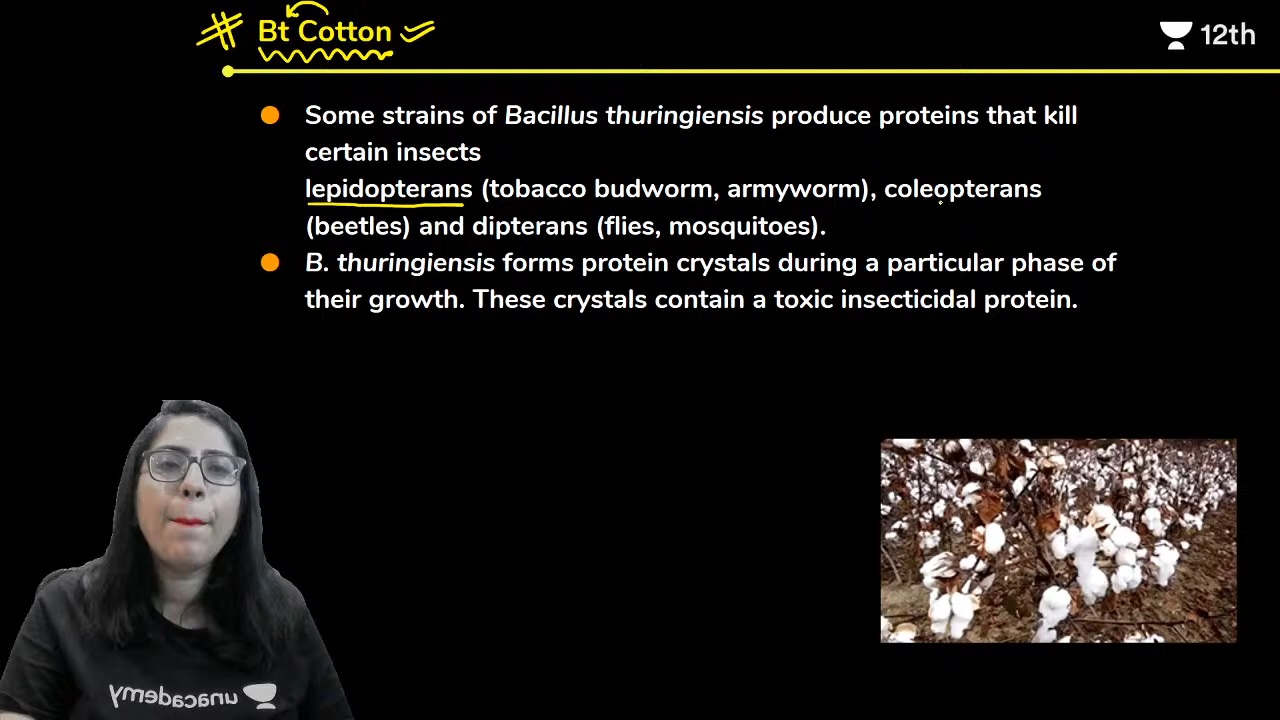 # Bt Cotton
12th
Some strains of Bacillus thuringiensis produce proteins that kill
certain insects
lepidopterans (tobacco budworm, armyworm), coleopterans
(beetles) and dipterans (flies, mosquitoes).
B. thuringiensis forms protein crystals during a particular phase of
their growth. These crystals contain a toxic insecticidal protein.
unacademy